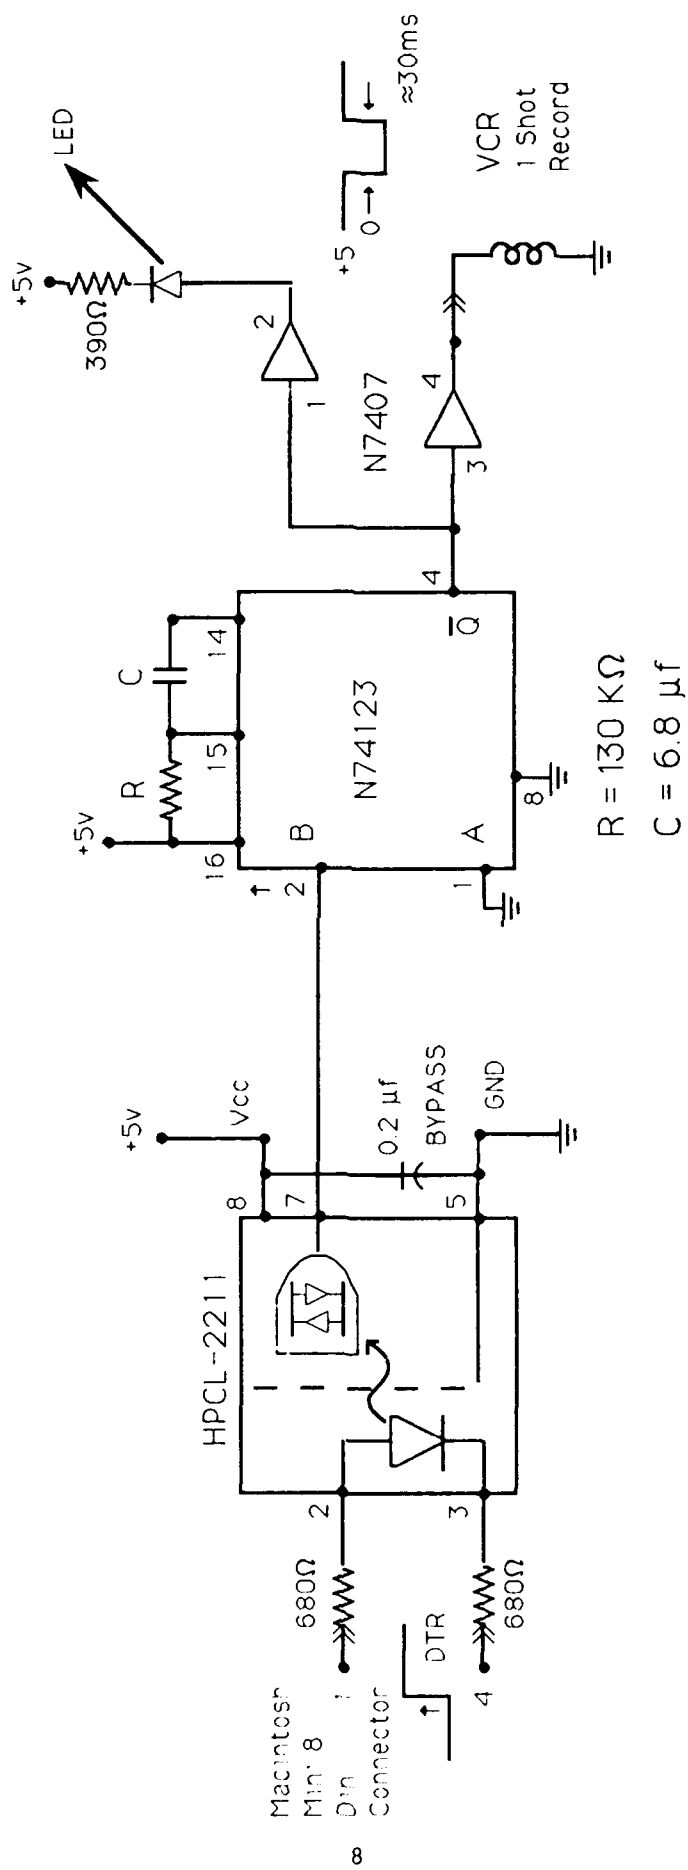 Macintosh
Mini 8
Din
Connector
1
4
DTR
680Ω
680Ω
2
3
HPCL-2211
8
7
5
+5v
Vcc
0.2 µf
BYPASS
GND
+5v
R
C
16
15
14
2
B
N74123
1
A
8
Q
4
R = 130 KΩ
C = 6.8 µf
1
2
N7407
3
4
+5v
390Ω
LED
+5
0
≈30ms
VCR
1 Shot
Record
8